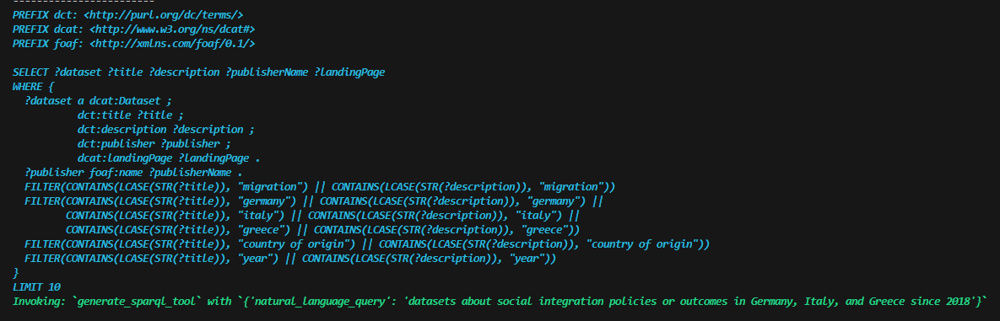 ------------------------
PREFIX dct: <http://purl.org/dc/terms/>
PREFIX dcat: <http://www.w3.org/ns/dcat#>
PREFIX foaf: <http://xmlns.com/foaf/0.1/>

SELECT ?dataset ?title ?description ?publisherName ?landingPage
WHERE {
  ?dataset a dcat:Dataset ;
           dct:title ?title ;
           dct:description ?description ;
           dct:publisher ?publisher ;
           dcat:landingPage ?landingPage .
  ?publisher foaf:name ?publisherName .
  FILTER(CONTAINS(LCASE(STR(?title)), "migration") || CONTAINS(LCASE(STR(?description)), "migration"))
  FILTER(CONTAINS(LCASE(STR(?title)), "germany") || CONTAINS(LCASE(STR(?description)), "germany") ||
         CONTAINS(LCASE(STR(?title)), "italy") || CONTAINS(LCASE(STR(?description)), "italy") ||
         CONTAINS(LCASE(STR(?title)), "greece") || CONTAINS(LCASE(STR(?description)), "greece"))
  FILTER(CONTAINS(LCASE(STR(?title)), "country of origin") || CONTAINS(LCASE(STR(?description)), "country of origin"))
  FILTER(CONTAINS(LCASE(STR(?title)), "year") || CONTAINS(LCASE(STR(?description)), "year"))
}
LIMIT 10
Invoking: `generate_sparql_tool` with `{'natural_language_query': 'datasets about social integration policies or outcomes in Germany, Italy, and Greece since 2018'}`